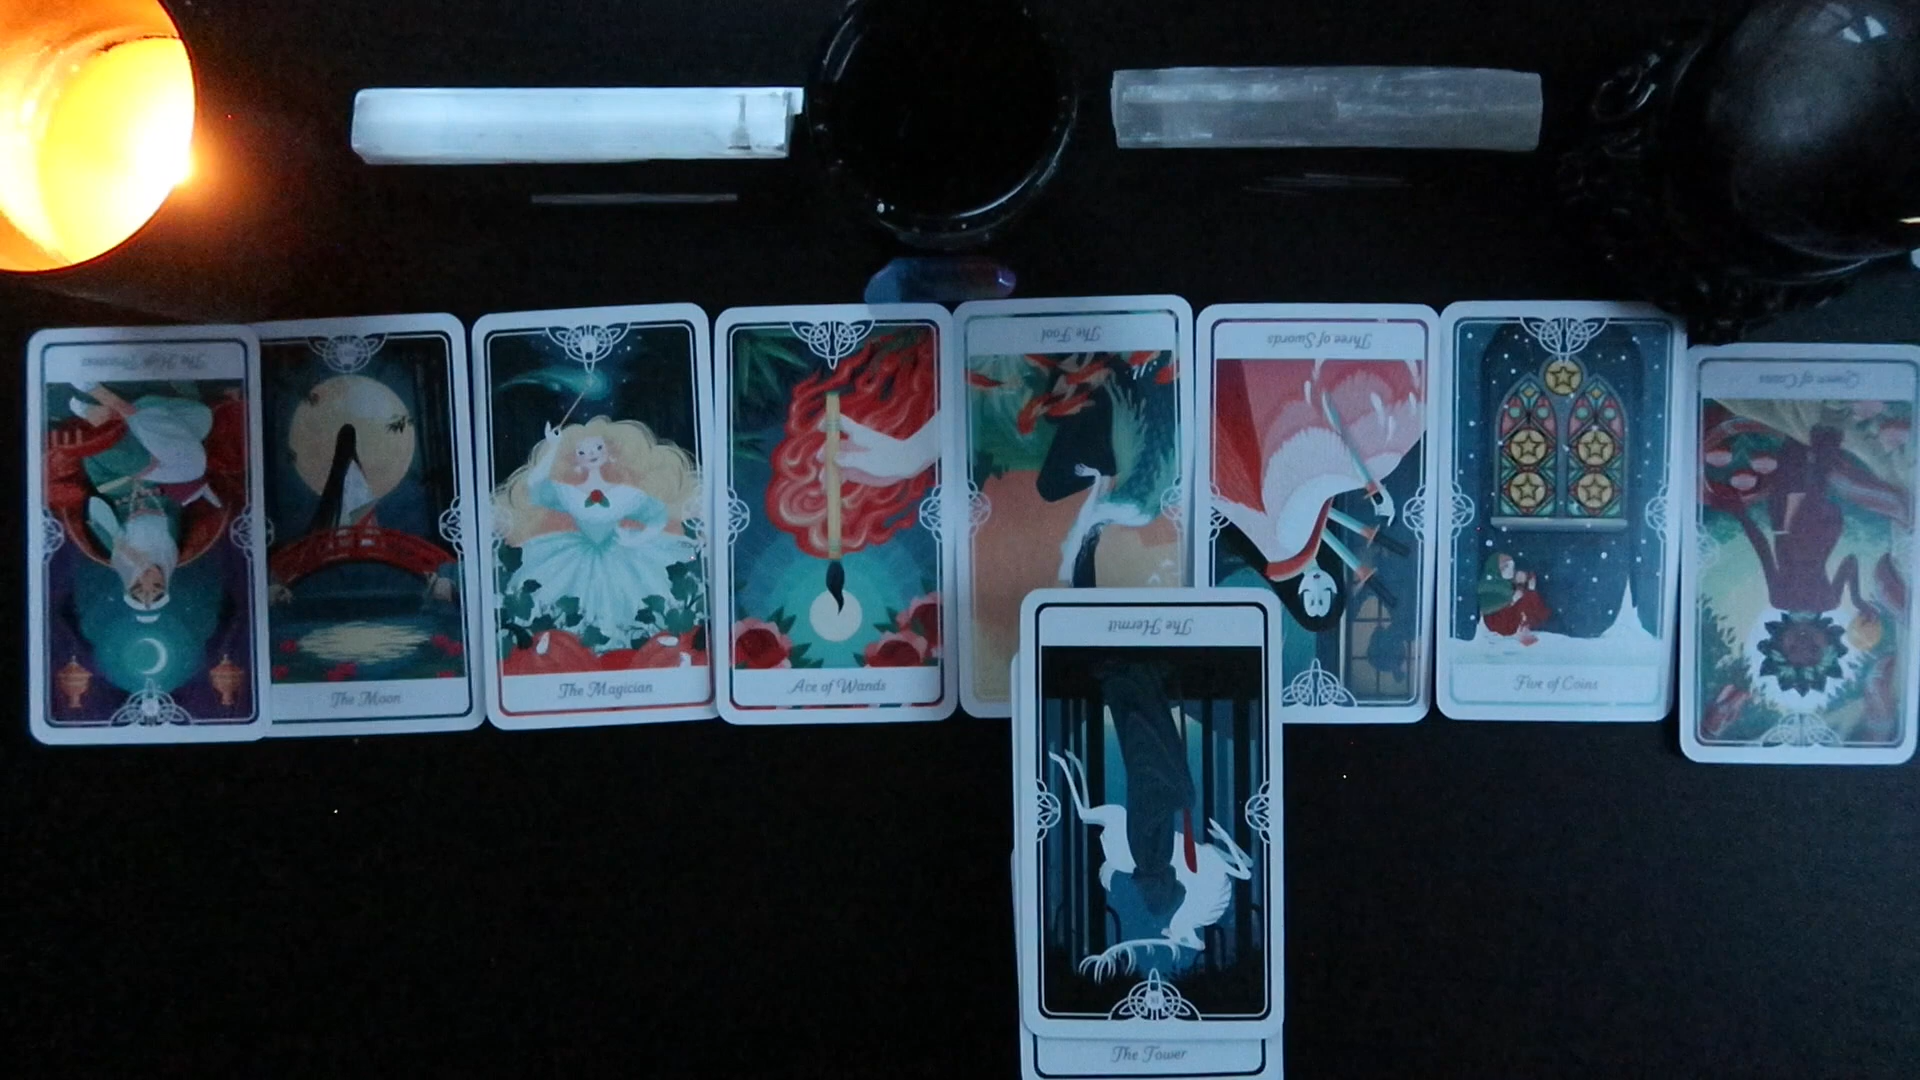 The High Priestess
The Moon
The Magician
Ace of Wands
The Fool
Three of Swords
Five of Coins
Queen of Coins
The Hermit
The Tower